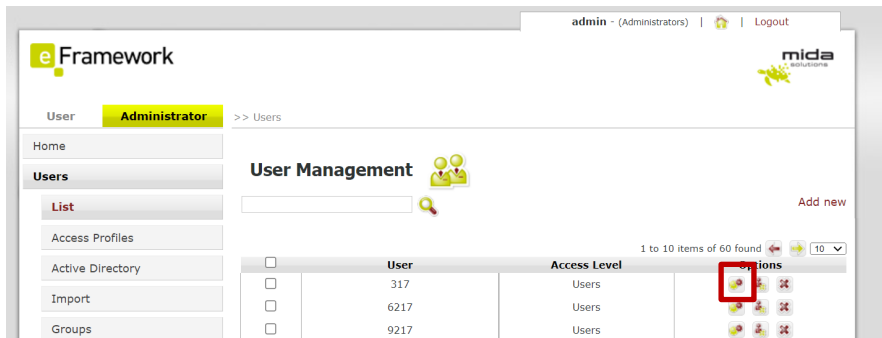 admin - (Administrators) | | Logout
e Framework
mida
solutions
User Administrator >> Users
Home
Users
List
Access Profiles
Active Directory
Import
Groups
User Management
Add new
1 to 10 items of 60 found 10
User Access Level Options
317 Users
6217 Users
9217 Users